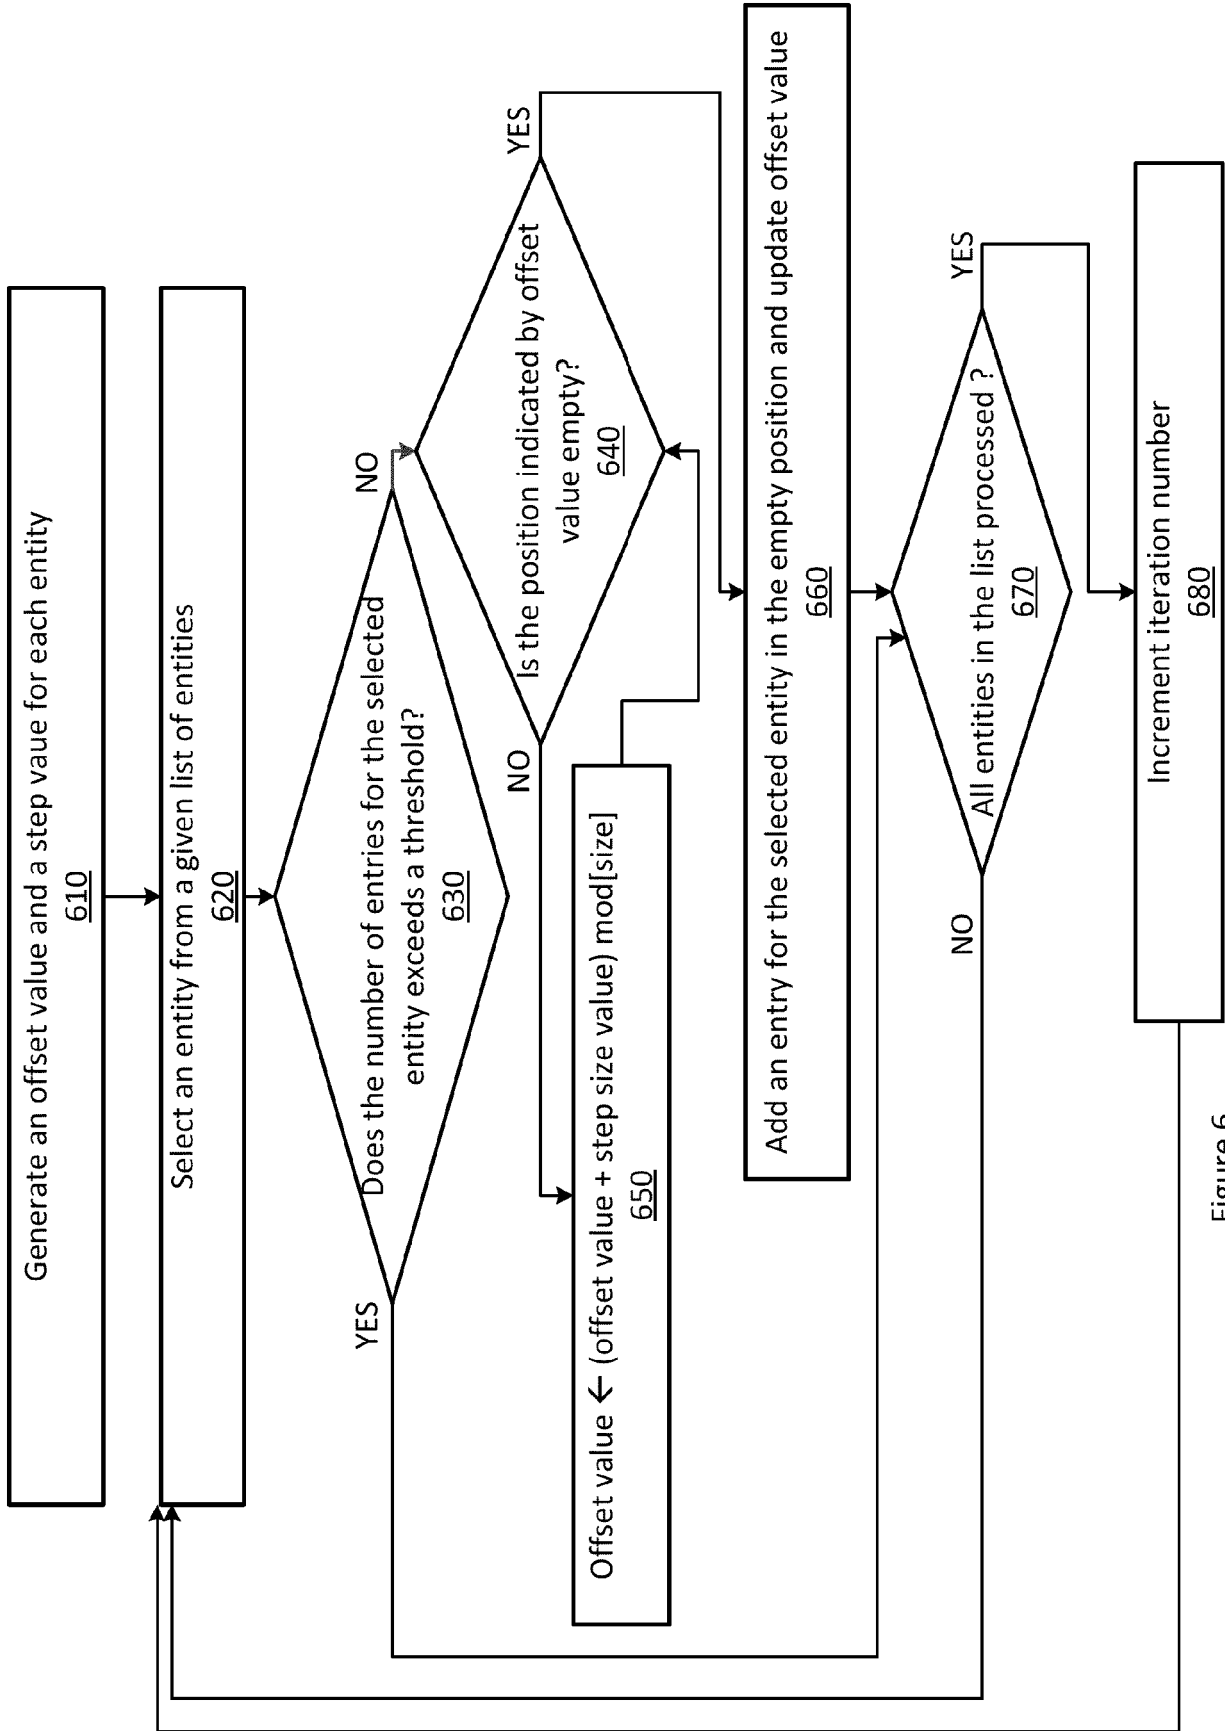 Generate an offset value and a step vaue for each entity
610
Select an entity from a given list of entities
620
Does the number of entries for the selected
entity exceeds a threshold?
630
YES
NO
Is the position indicated by offset
value empty?
640
NO
YES
Offset value ← (offset value + step size value) mod[size]
650
Add an entry for the selected entity in the empty position and update offset value
660
All entities in the list processed ?
670
NO
YES
Increment iteration number
680
Figure 6